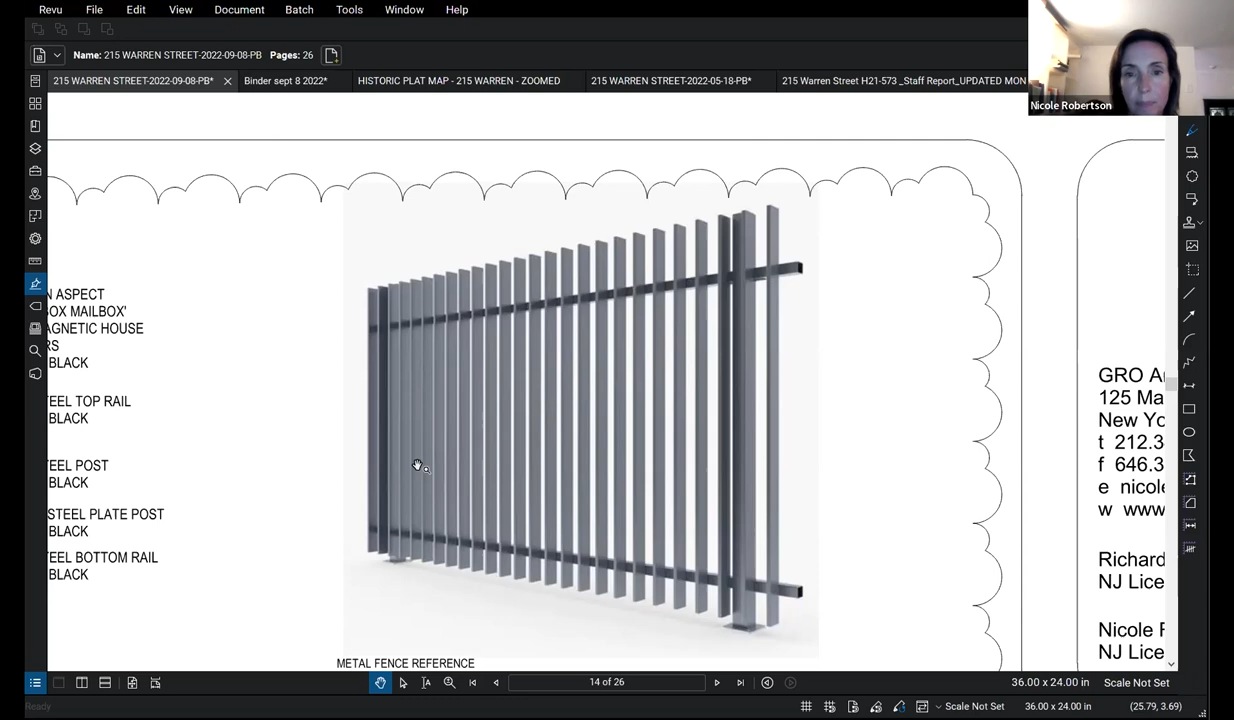 Revu File Edit View Document Batch Tools Window Help
Name: 215 WARREN STREET-2022-09-08-PB Pages: 26
215 WARREN STREET-2022-09-08-PB* Binder sept 8 2022* HISTORIC PLAT MAP - 215 WARREN - ZOOMED 215 WARREN STREET-2022-05-18-PB* 215 Warren Street H21-573 _Staff Report_UPDATED MON
Nicole Robertson
N ASPECT
BOX MAILBOX'
AGNETIC HOUSE
RS
BLACK
TEEL TOP RAIL
BLACK
TEEL POST
BLACK
STEEL PLATE POST
BLACK
TEEL BOTTOM RAIL
BLACK
METAL FENCE REFERENCE
GRO A
125 Ma
New Yo
t 212.3
f 646.3
e nicole
w www
Richard
NJ Lice
Nicole R
NJ Lice
14 of 26
36.00 x 24.00 in Scale Not Set
Ready
Scale Not Set 36.00 x 24.00 in (25.79, 3.69)